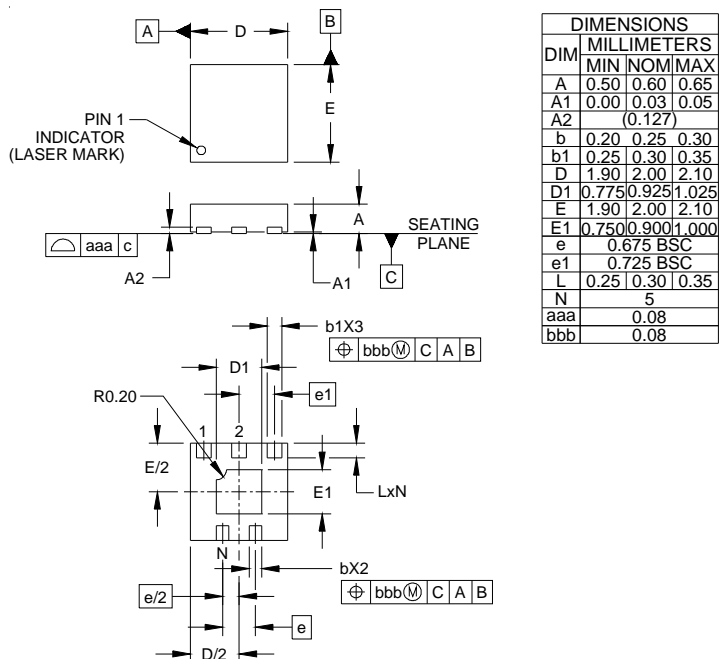 A
D
B
E
PIN 1
INDICATOR
(LASER MARK)
A
SEATING
PLANE
aaa c
A2
A1
C
b1X3
bbb Ⓜ C A B
D1
R0.20
e1
1 2
E/2
E1
LxN
N
bX2
bbb Ⓜ C A B
e/2
e
D/2
DIMENSIONS
DIM MILLIMETERS
MIN NOM MAX
A 0.50 0.60 0.65
A1 0.00 0.03 0.05
A2 (0.127)
b 0.20 0.25 0.30
b1 0.25 0.30 0.35
D 1.90 2.00 2.10
D1 0.775 0.925 1.025
E 1.90 2.00 2.10
E1 0.750 0.900 1.000
e 0.675 BSC
e1 0.725 BSC
L 0.25 0.30 0.35
N 5
aaa 0.08
bbb 0.08